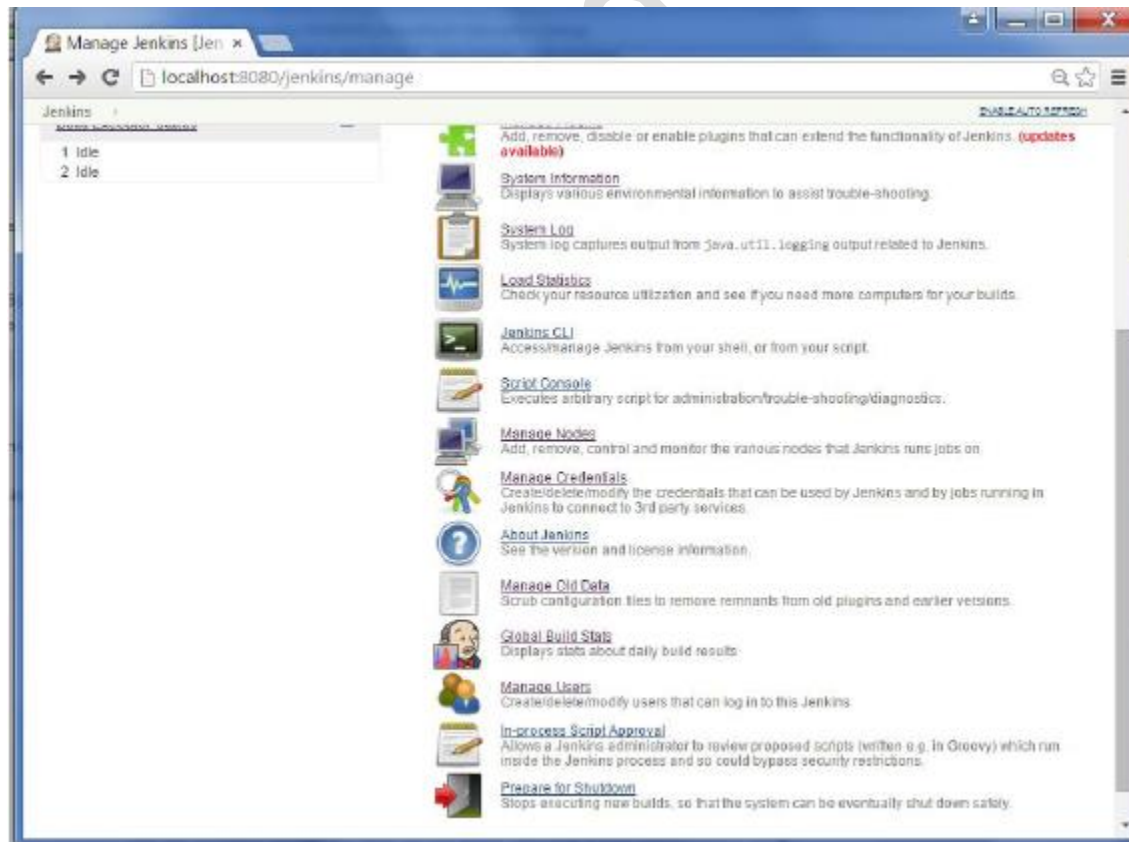 Manage Jenkins [Jen
localhost:8080/jenkins/manage
Jenkins
ENABLE AUTO REFRESH
Build Executor Status
1 Idle
2 Idle
Manage Plugins
Add, remove, disable or enable plugins that can extend the functionality of Jenkins. (updates
available)
System Information
Displays various environmental information to assist trouble-shooting.
System Log
System log captures output from java.util.logging output related to Jenkins.
Load Statistics
Check your resource utilization and see if you need more computers for your builds.
Jenkins CLI
Access/manage Jenkins from your shell, or from your script.
Script Console
Executes arbitrary script for administration/trouble-shooting/diagnostics.
Manage Nodes
Add, remove, control and monitor the various nodes that Jenkins runs jobs on
Manage Credentials
Create/delete/modify the credentials that can be used by Jenkins and by jobs running in
Jenkins to connect to 3rd party services.
About Jenkins
See the version and license information.
Manage Old Data
Scrub configuration files to remove remnants from old plugins and earlier versions.
Global Build Stats
Displays stats about daily build results
Manage Users
Create/delete/modify users that can log in to this Jenkins
In-process Script Approval
Allows a Jenkins administrator to review proposed scripts (written e.g. in Groovy) which run
inside the Jenkins process and so could bypass security restrictions.
Prepare for Shutdown
Stops executing new builds, so that the system can be eventually shut down safely.